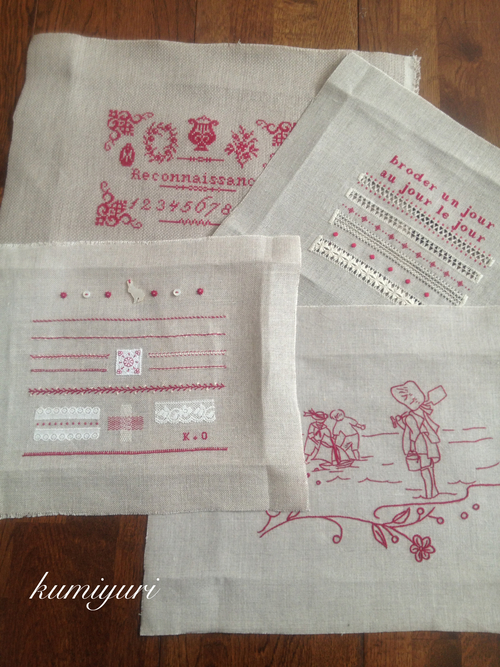 Reconnaissanc
12345678
broder un jour
au jour le jour
K.O
kumiyuri